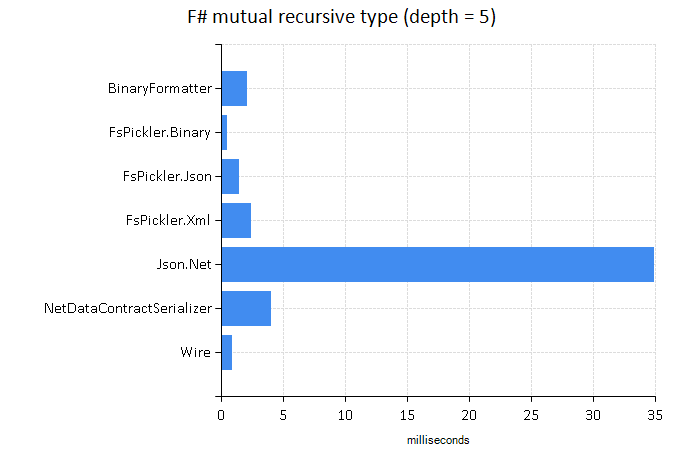 F# mutual recursive type (depth = 5)
BinaryFormatter
FsPickler.Binary
FsPickler.Json
FsPickler.Xml
Json.Net
NetDataContractSerializer
Wire
0 5 10 15 20 25 30 35
milliseconds